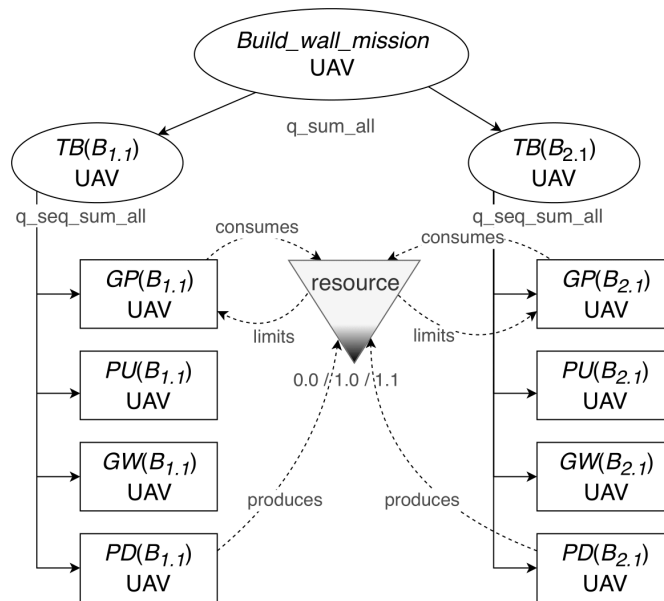 Build_wall_mission
UAV
q_sum_all
TB(B1.1)
UAV
TB(B2.1)
UAV
q_seq_sum_all
q_seq_sum_all
consumes
consumes
GP(B1.1)
UAV
resource
GP(B2.1)
UAV
limits
limits
0.0 / 1.0 / 1.1
PU(B1.1)
UAV
PU(B2.1)
UAV
GW(B1.1)
UAV
GW(B2.1)
UAV
produces
produces
PD(B1.1)
UAV
PD(B2.1)
UAV